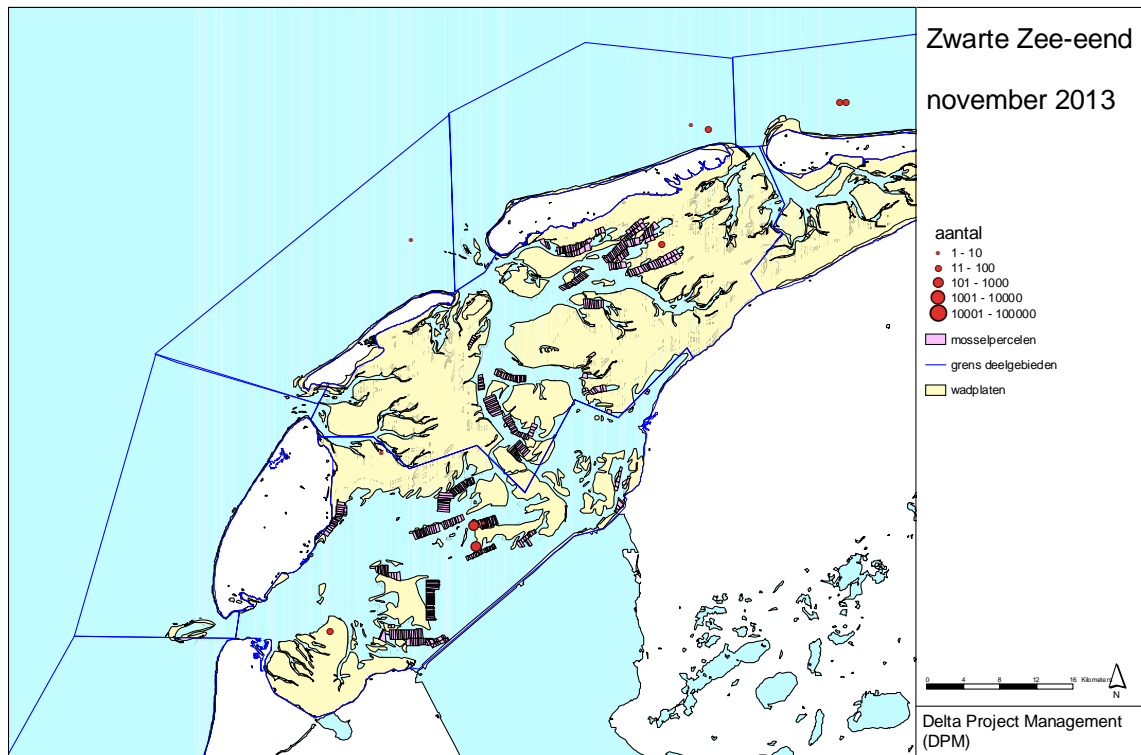 Zwarte Zee-eend
november 2013
aantal
1 - 10
11 - 100
101 - 1000
1001 - 10000
10001 - 100000
mosselpercelen
grens deelgebieden
wadplaten
0 4 8 12 16 Kilometers
N
Delta Project Management
(DPM)